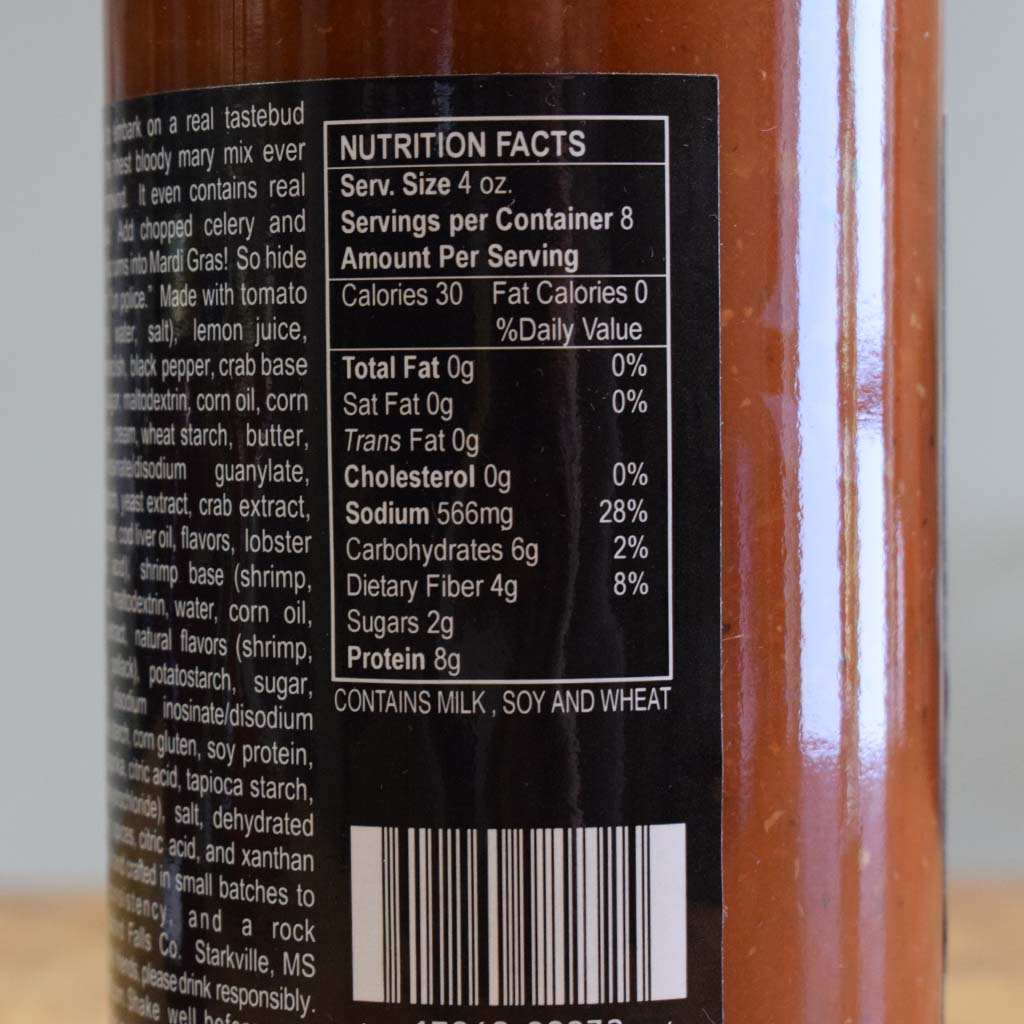 embark on a real tastebud
bloody mary mix ever
It even contains real
Add chopped celery and
into Mardi Gras! So hide
police." Made with tomato
water, salt), lemon juice,
black pepper, crab base
maltodextrin, corn oil, corn
cream, wheat starch, butter,
guanylate,
yeast extract, crab extract,
cod liver oil, flavors, lobster
shrimp base (shrimp,
maltodextrin, water, corn oil,
natural flavors (shrimp,
potatostarch, sugar,
disodium inosinate/disodium
corn gluten, soy protein,
citric acid, tapioca starch,
salt, dehydrated
citric acid, and xanthan
crafted in small batches to
and a rock
Falls Co. Starkville, MS
please drink responsibly.
Shake well
NUTRITION FACTS
Serv. Size 4 oz.
Servings per Container 8
Amount Per Serving
Calories 30 Fat Calories 0
%Daily Value
Total Fat 0g 0%
Sat Fat 0g 0%
Trans Fat 0g
Cholesterol 0g 0%
Sodium 566mg 28%
Carbohydrates 6g 2%
Dietary Fiber 4g 8%
Sugars 2g
Protein 8g
CONTAINS MILK , SOY AND WHEAT